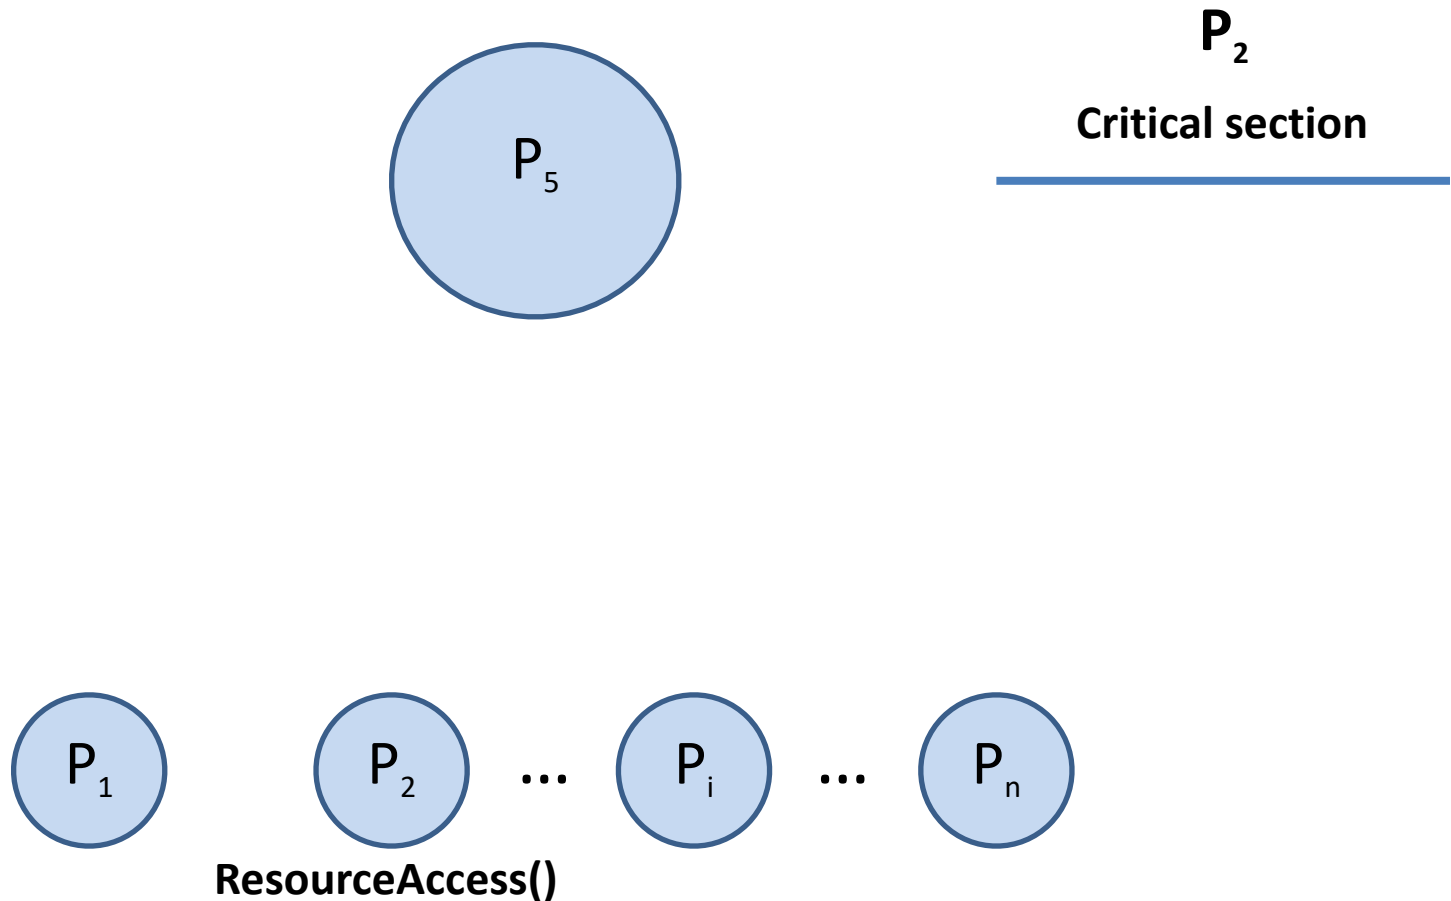 P₂
Critical section
P₅
P₁ P₂ ... Pᵢ ... Pₙ
ResourceAccess()